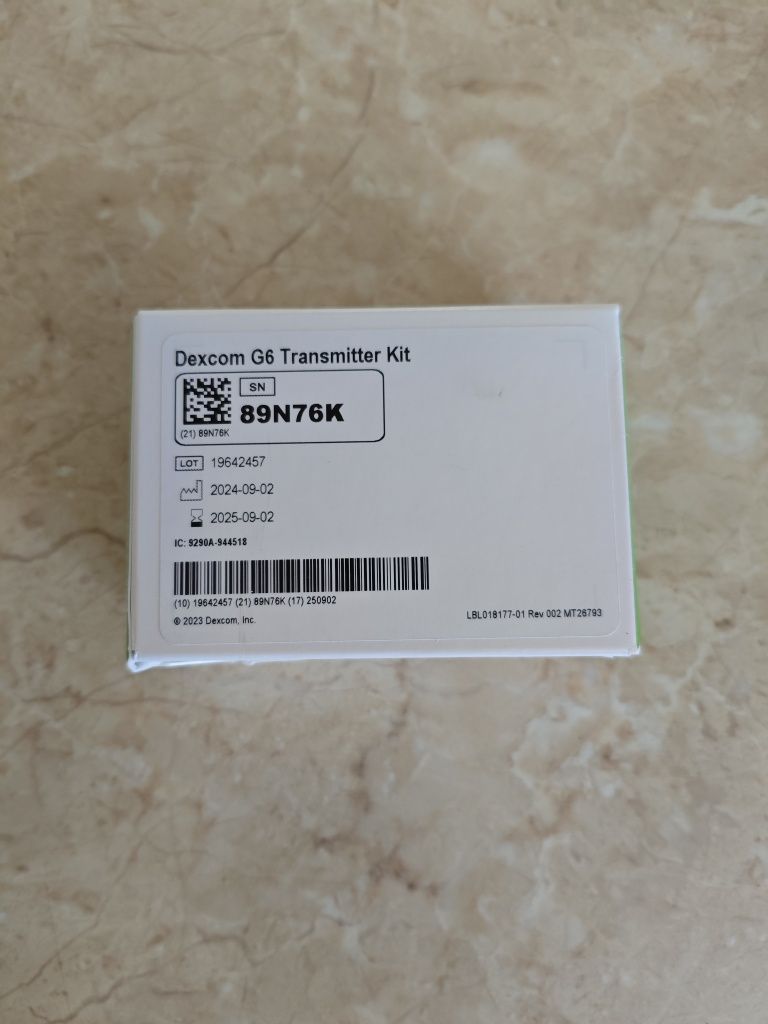 Dexcom G6 Transmitter Kit
SN
89N76K
(21) 89N76K
LOT 19642457
2024-09-02
2025-09-02
IC: 9290A-944518
(10) 19642457 (21) 89N76K (17) 250902
© 2023 Dexcom, Inc.
LBL018177-01 Rev 002 MT26793